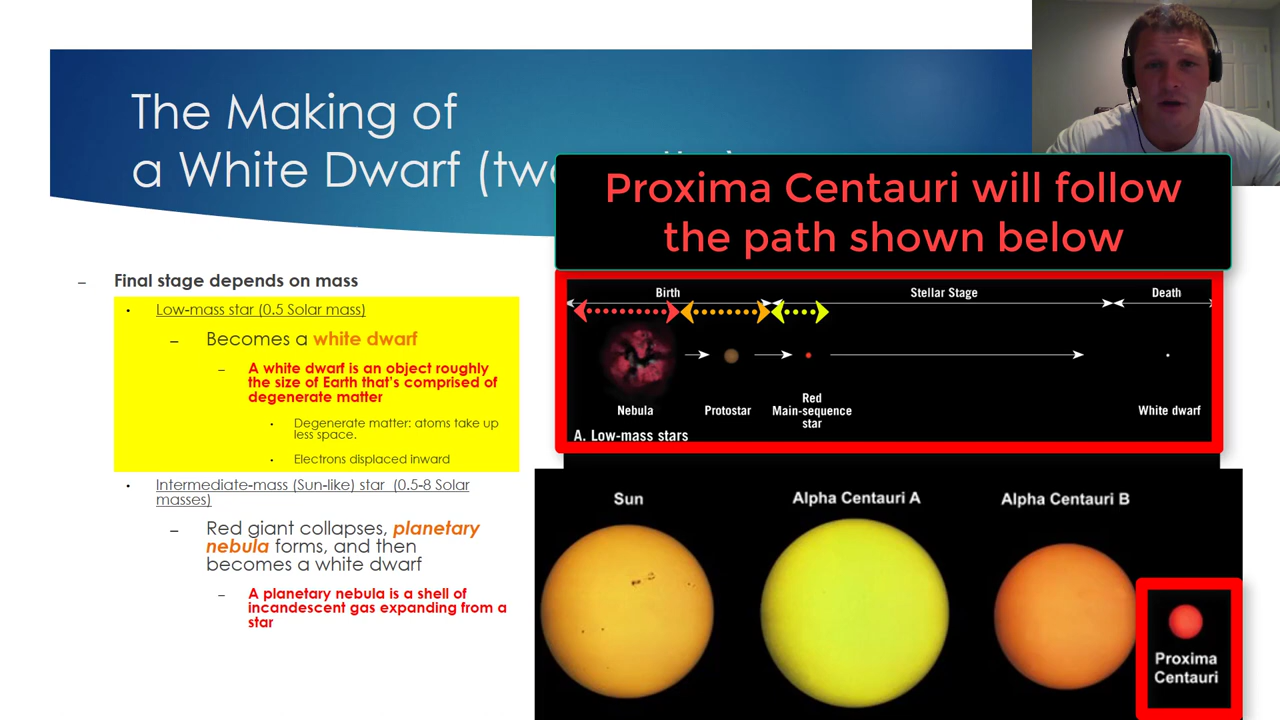 The Making of
a White Dwarf
Proxima Centauri will follow
the path shown below
– Final stage depends on mass
• Low-mass star (0.5 Solar mass)
– Becomes a white dwarf
– A white dwarf is an object roughly
the size of Earth that's comprised of
degenerate matter
• Degenerate matter: atoms take up
less space.
• Electrons displaced inward
• Intermediate-mass (Sun-like) star (0.5-8 Solar
masses)
– Red giant collapses, planetary
nebula forms, and then
becomes a white dwarf
– A planetary nebula is a shell of
incandescent gas expanding from a
star
Birth Stellar Stage Death
Nebula Protostar Red
Main-sequence
star
White dwarf
A. Low-mass stars
Sun Alpha Centauri A Alpha Centauri B
Proxima
Centauri